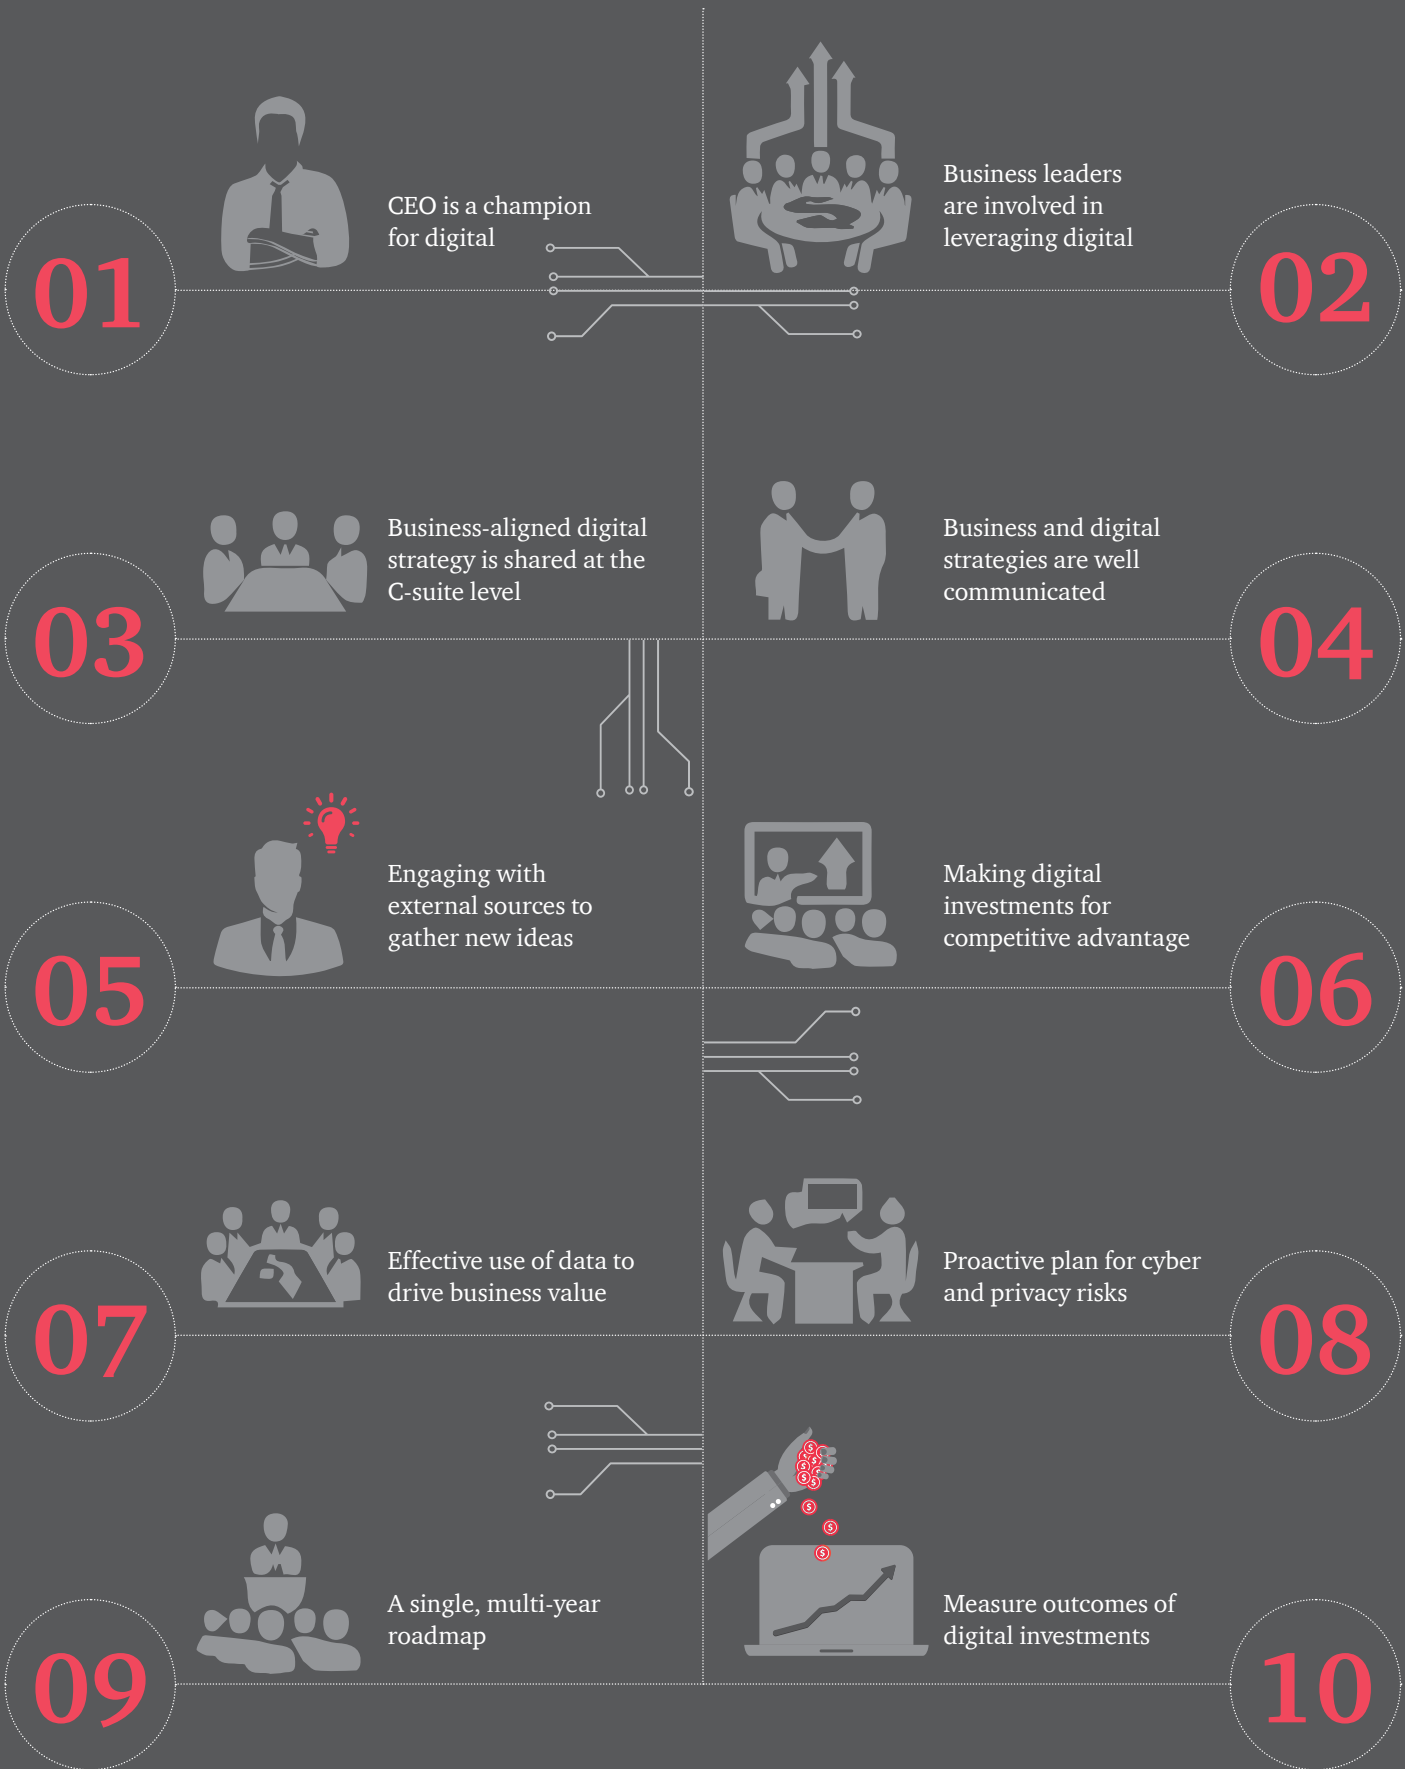 01
CEO is a champion
for digital
02
Business leaders
are involved in
leveraging digital
03
Business-aligned digital
strategy is shared at the
C-suite level
04
Business and digital
strategies are well
communicated
05
Engaging with
external sources to
gather new ideas
06
Making digital
investments for
competitive advantage
07
Effective use of data to
drive business value
08
Proactive plan for cyber
and privacy risks
09
A single, multi-year
roadmap
10
Measure outcomes of
digital investments